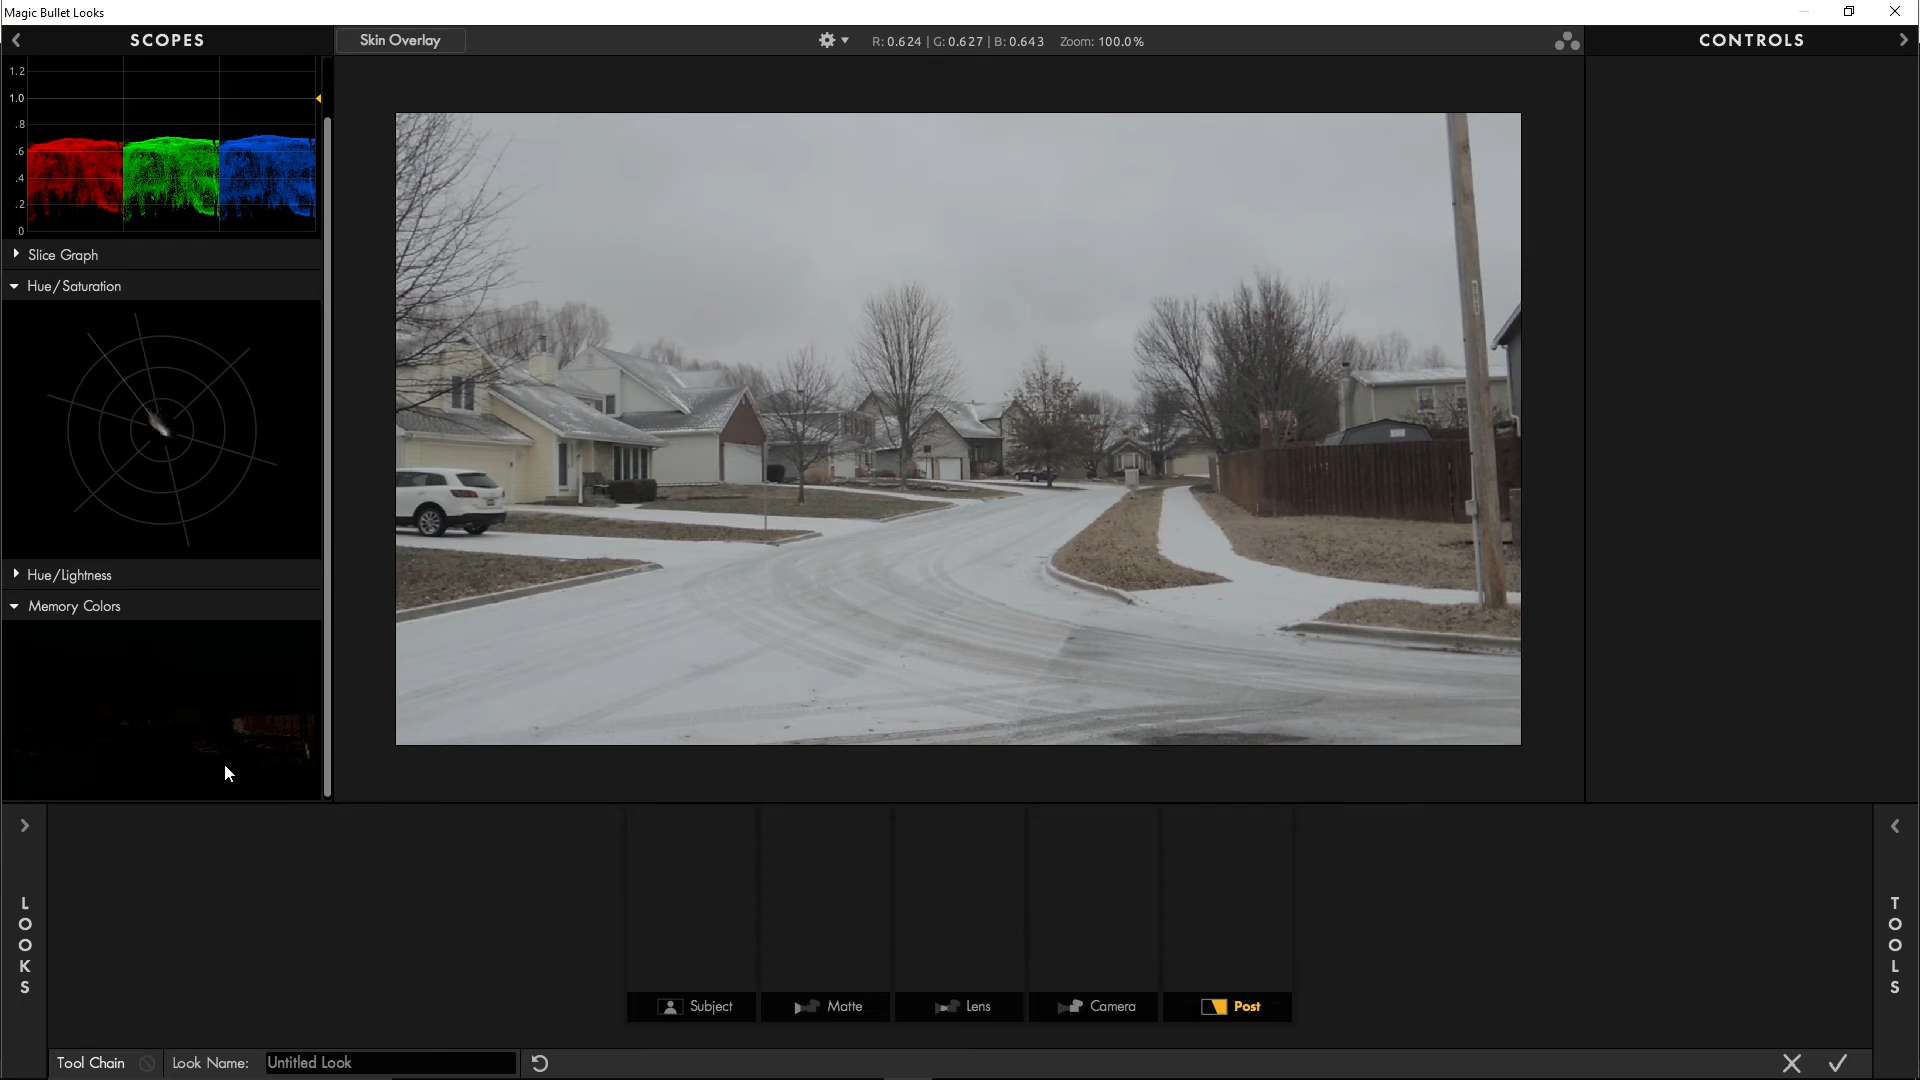 Magic Bullet Looks
SCOPES
Skin Overlay
R: 0.624 | G: 0.627 | B: 0.643 Zoom: 100.0%
CONTROLS
1.2
1.0
.8
.6
.4
.2
0
Slice Graph
Hue/Saturation
Hue/Lightness
Memory Colors
LOOKS
Subject
Matte
Lens
Camera
Post
TOOLS
Tool Chain
Look Name: Untitled Look